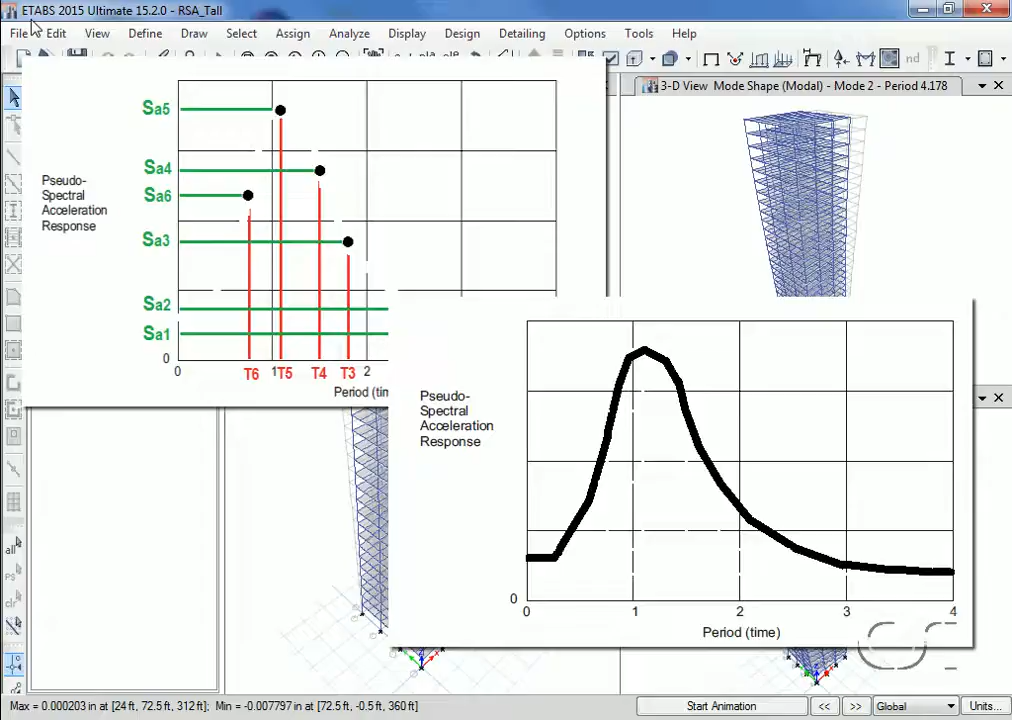 ETABS 2015 Ultimate 15.2.0 - RSA_Tall
File Edit View Define Draw Select Assign Analyze Display Design Detailing Options Tools Help
nd
3-D View Mode Shape (Modal) - Mode 2 - Period 4.178
Sa5
Sa4
Sa6
Sa3
Sa2
Sa1
Pseudo-
Spectral
Acceleration
Response
0
0 1 2
T6 T5 T4 T3
Period (tim
Pseudo-
Spectral
Acceleration
Response
0
0 1 2 3 4
Period (time)
all
ps
clr
Max = 0.000203 in at [24 ft, 72.5 ft, 312 ft]; Min = -0.007797 in at [72.5 ft, -0.5 ft, 360 ft]
Start Animation << >> Global Units...